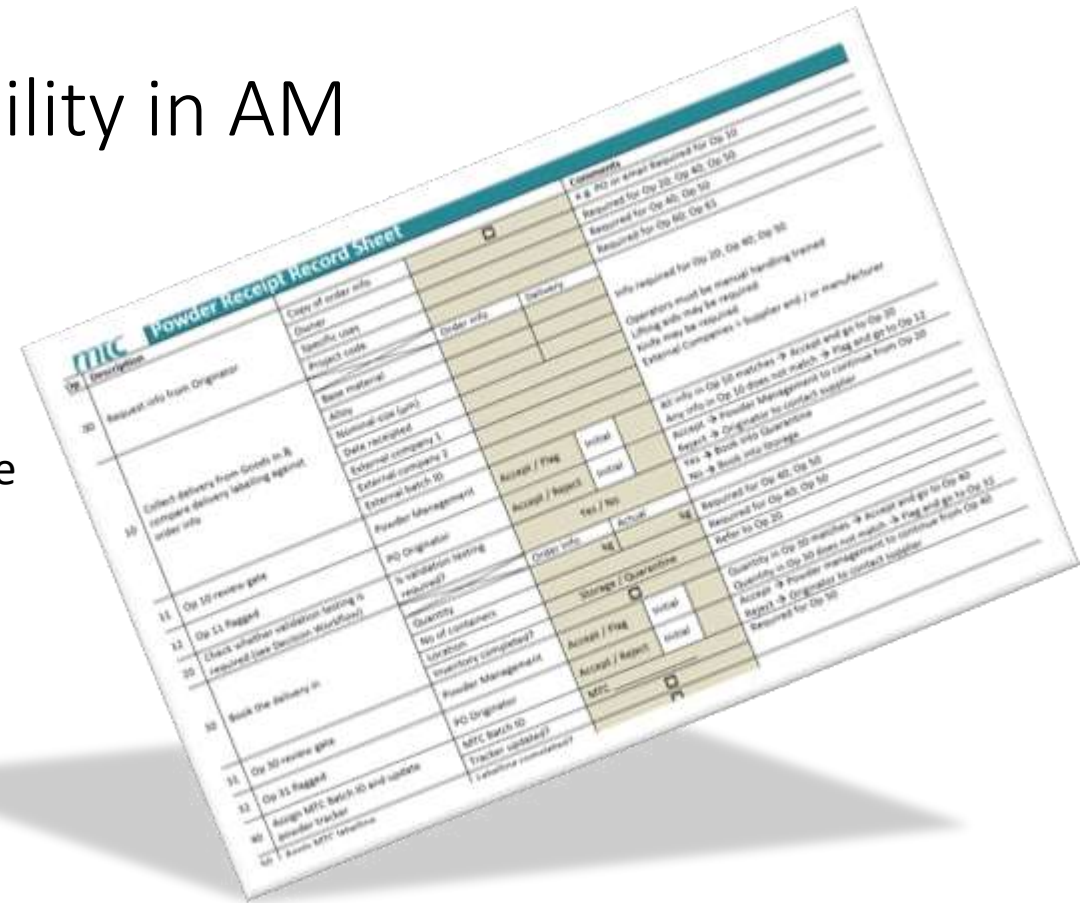 ility in AM
e
mtc Powder Receipt Record Sheet
Op Description Comments
Request info from Originator
Copy of order info
e.g. PO or email Required for Op 10
Owner
Required for Op 20, Op 40, Op 50
Specific uses
Required for Op 40, Op 50
Project code
Required for Op 60, Op 61
10 Collect delivery from Goods In &
compare delivery labelling against
order info
Order info Delivery
Base material
Info required for Op 20, Op 40, Op 50
Alloy
Nominal size (µm)
Operators must be manual handling trained
Date receipted
Lifting aids may be required
External company 1
Knife may be required
External company 2
External Companies = Supplier and / or manufacturer
External batch ID
11 Op 10 review gate
Powder Management
Accept / Flag
Initial
All info in Op 10 matches → Accept and go to Op 20
Any info in Op 10 does not match → Flag and go to Op 12
12 Op 11 flagged
PO Originator
Accept / Reject
Initial
Accept → Powder Management to continue from Op 20
Reject → Originator to contact supplier
20 Check whether validation testing is
required (see Decision Workflow)
Is validation testing
required?
Yes / No
Yes → Book into Quarantine
No → Book into Storage
30 Book the delivery in
Order info Actual
Quantity
kg kg
Required for Op 40, Op 50
No of containers
Required for Op 40, Op 50
Location
Storage / Quarantine
Refer to Op 20
Inventory completed?
31 Op 30 review gate
Powder Management
Accept / Flag
Initial
Quantity in Op 30 matches → Accept and go to Op 40
Quantity in Op 30 does not match → Flag and go to Op 32
32 Op 31 flagged
PO Originator
Accept / Reject
Initial
Accept → Powder management to continue from Op 40
Reject → Originator to contact supplier
40 Assign MTC Batch ID and update
powder tracker
MTC Batch ID
MTC
Required for Op 50
Tracker updated?
50